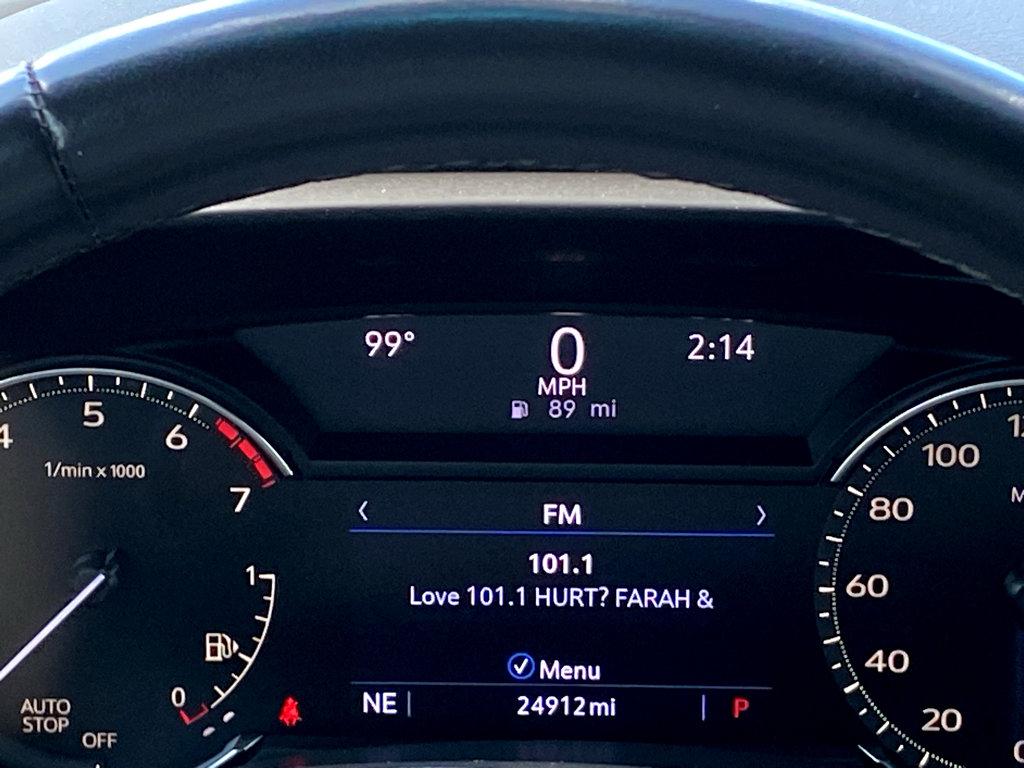 99° 0 2:14
MPH
89 mi
4 5 6 7
1/min x 1000
1
0
AUTO
STOP
OFF
< FM >
101.1
Love 101.1 HURT? FARAH &
Menu
NE 24912mi P
100
80
60
40
20